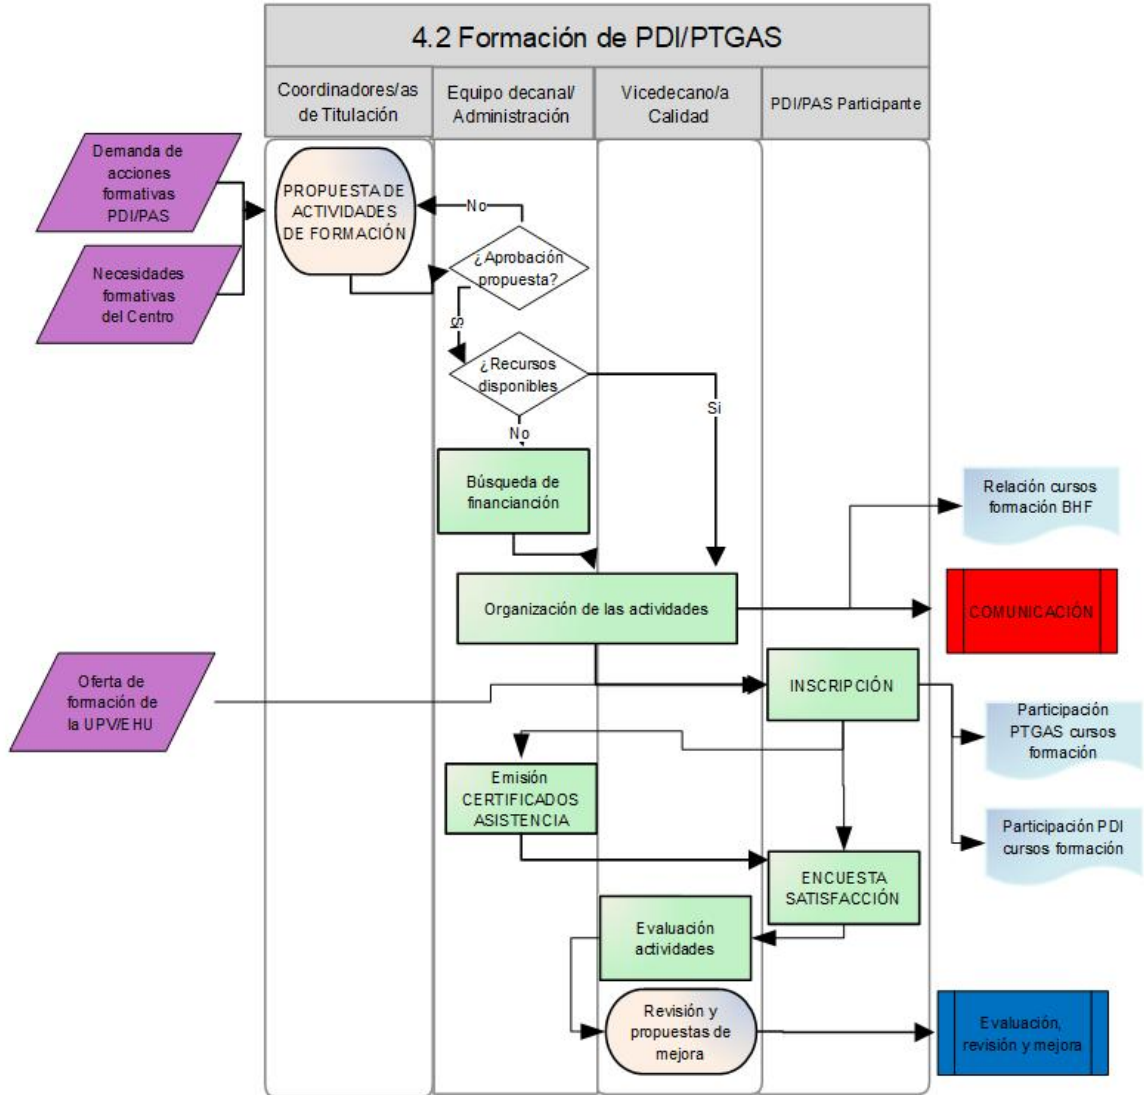 4.2 Formación de PDI/PTGAS
Coordinadores/as
de Titulación
Equipo decanal/
Administración
Vicedecano/a
Calidad
PDI/PAS Participante
Demanda de
acciones
formativas
PDI/PAS
PROPUESTA DE
ACTIVIDADES
DE FORMACIÓN
No
¿Aprobación
propuesta?
Necesidades
formativas
del Centro
Si
¿Recursos
disponibles
Si
No
Búsqueda de
financianción
Relación cursos
formación BHF
Organización de las actividades
COMUNICACIÓN
Oferta de
formación de
la UPV/EHU
INSCRIPCIÓN
Participación
PTGAS cursos
formación
Emisión
CERTIFICADOS
ASISTENCIA
Participación PDI
cursos formación
ENCUESTA
SATISFACCIÓN
Evaluación
actividades
Revisión y
propuestas de
mejora
Evaluación,
revisión y mejora